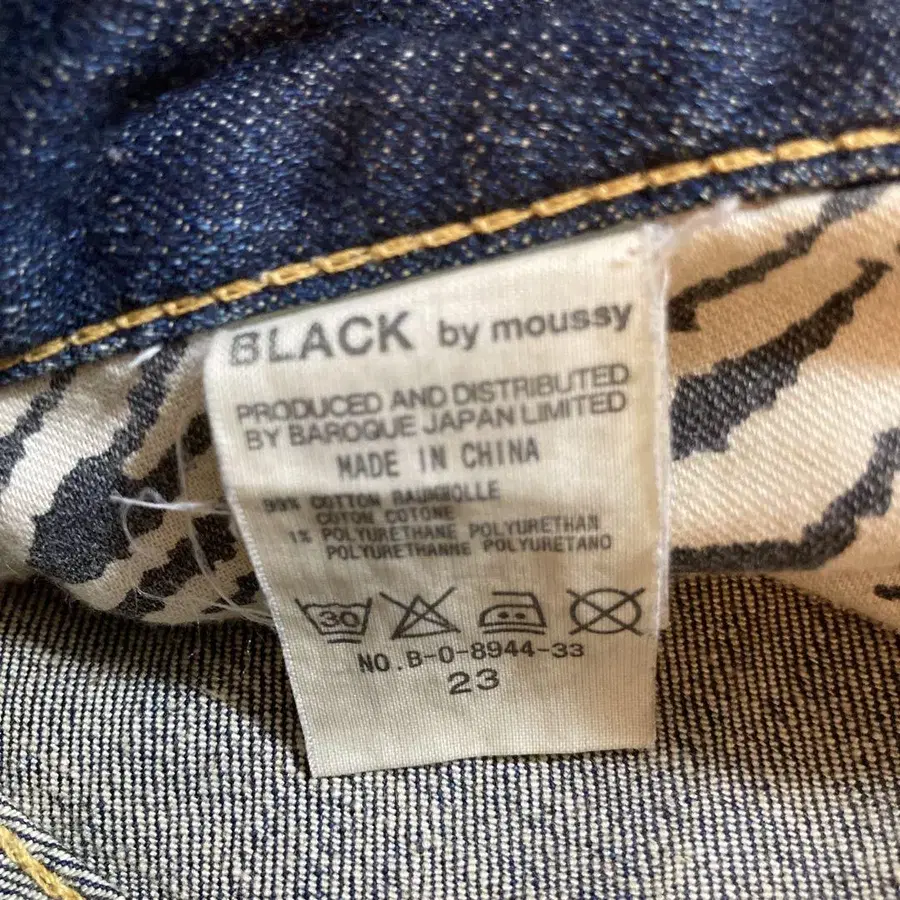 BLACK by moussy
PRODUCED AND DISTRIBUTED
BY BAROQUE JAPAN LIMITED
MADE IN CHINA
99% COTTON BAUMWOLLE
COTON COTONE
1% POLYURETHANE POLYURETHAN
POLYURETHANNE POLYURETANO
30
NO.B-0-8944-33
23